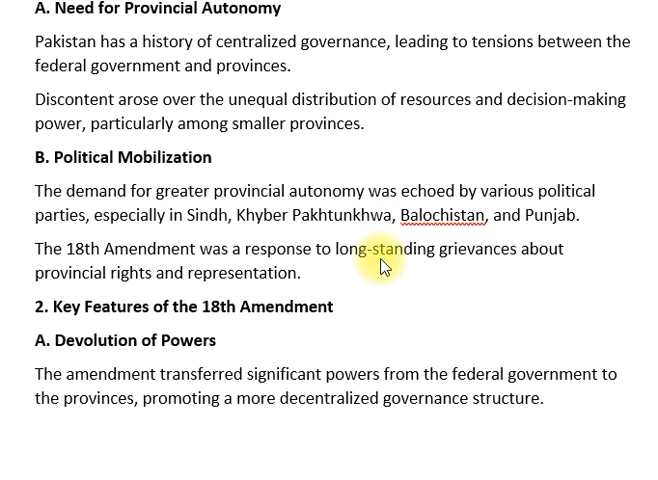 A. Need for Provincial Autonomy
Pakistan has a history of centralized governance, leading to tensions between the
federal government and provinces.
Discontent arose over the unequal distribution of resources and decision-making
power, particularly among smaller provinces.
B. Political Mobilization
The demand for greater provincial autonomy was echoed by various political
parties, especially in Sindh, Khyber Pakhtunkhwa, Balochistan, and Punjab.
The 18th Amendment was a response to long-standing grievances about
provincial rights and representation.
2. Key Features of the 18th Amendment
A. Devolution of Powers
The amendment transferred significant powers from the federal government to
the provinces, promoting a more decentralized governance structure.